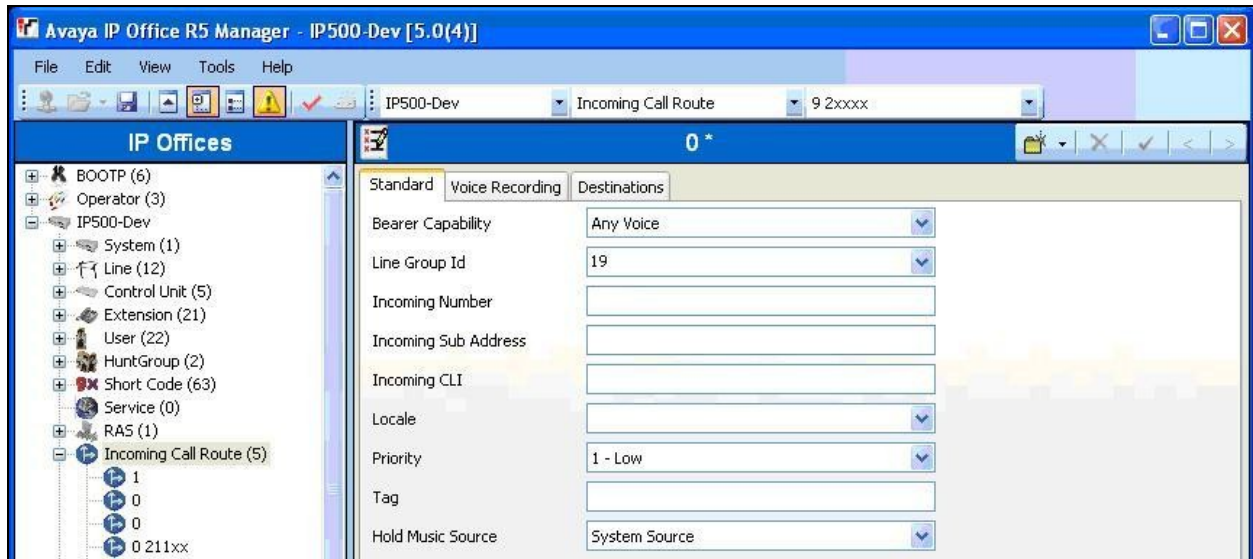 Avaya IP Office R5 Manager - IP500-Dev [5.0(4)]
File Edit View Tools Help
IP500-Dev Incoming Call Route 9 2xxxx
IP Offices
BOOTP (6)
Operator (3)
IP500-Dev
System (1)
Line (12)
Control Unit (5)
Extension (21)
User (22)
HuntGroup (2)
Short Code (63)
Service (0)
RAS (1)
Incoming Call Route (5)
1
0
0
0 211xx
0 *
Standard Voice Recording Destinations
Bearer Capability Any Voice
Line Group Id 19
Incoming Number
Incoming Sub Address
Incoming CLI
Locale
Priority 1 - Low
Tag
Hold Music Source System Source